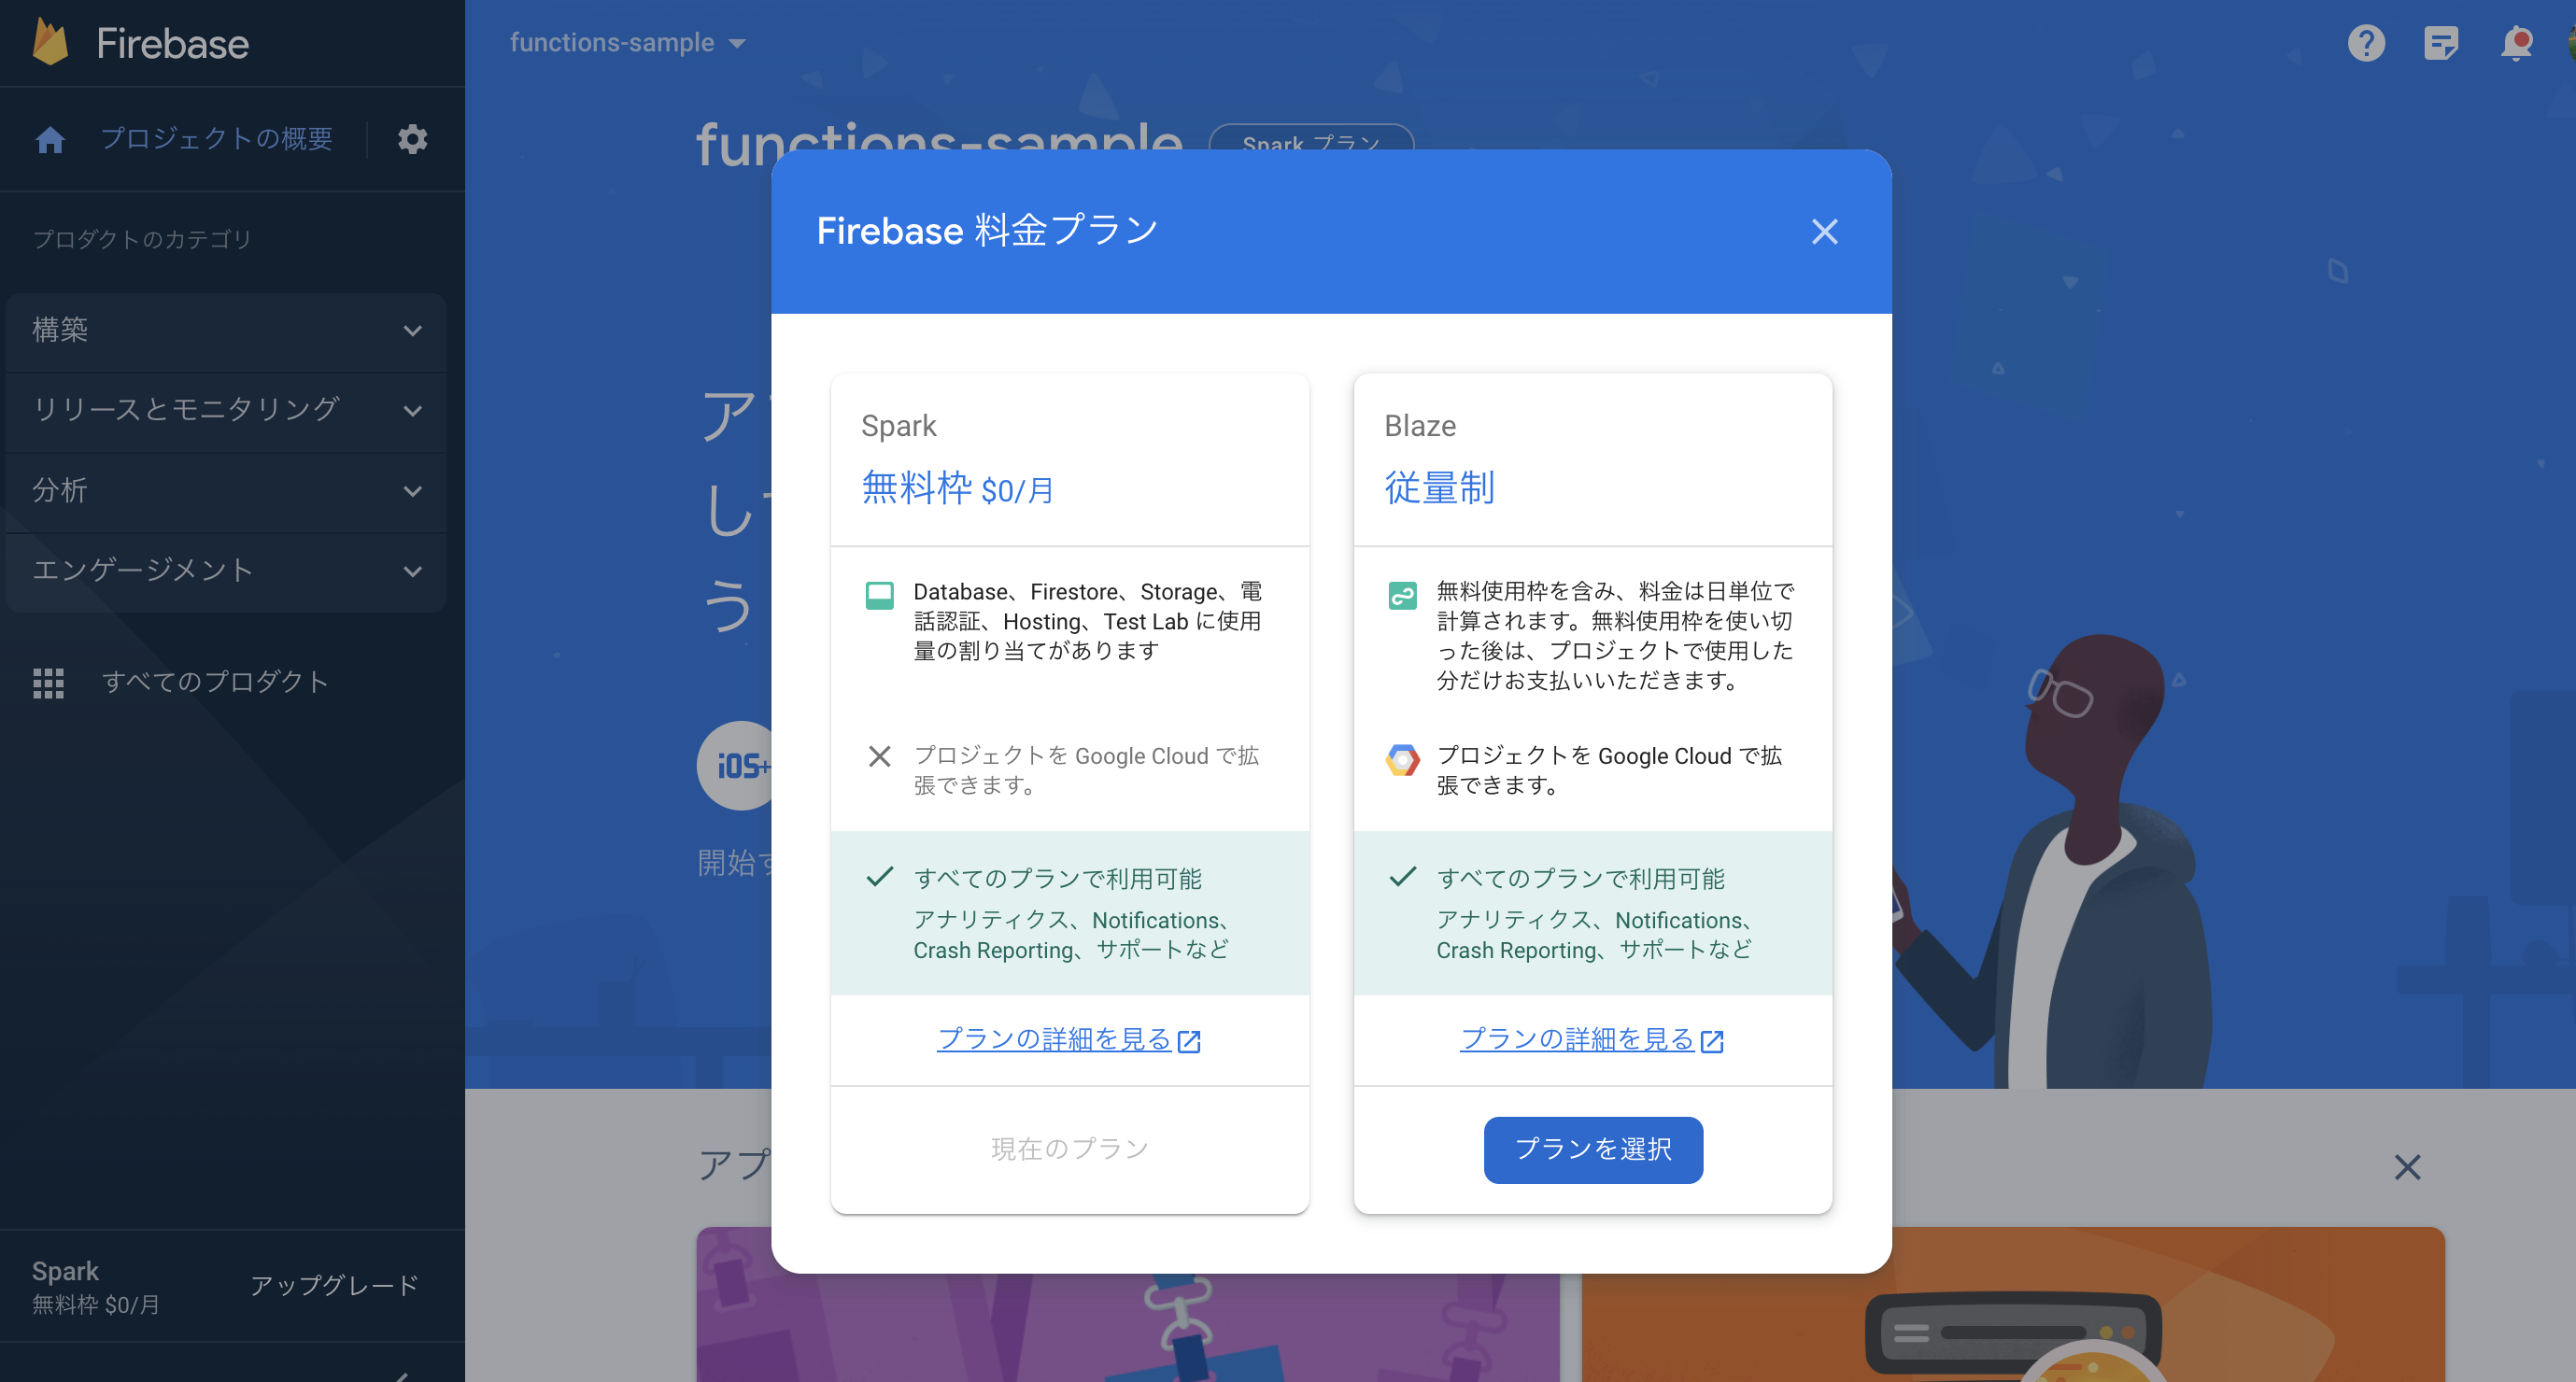 Firebase
プロジェクトの概要
プロダクトのカテゴリ
構築
リリースとモニタリング
分析
エンゲージメント
すべてのプロダクト
Spark
無料枠 $0/月
アップグレード
functions-sample
functions-sample
Spark プラン
ア
し
う
iOS+
開始す
アプ
Firebase 料金プラン
Spark
無料枠 $0/月
Database、Firestore、Storage、電
話認証、Hosting、Test Lab に使用
量の割り当てがあります
プロジェクトを Google Cloud で拡
張できます。
すべてのプランで利用可能
アナリティクス、Notifications、
Crash Reporting、サポートなど
プランの詳細を見る
現在のプラン
Blaze
従量制
無料使用枠を含み、料金は日単位で
計算されます。無料使用枠を使い切
った後は、プロジェクトで使用した
分だけお支払いいただきます。
プロジェクトを Google Cloud で拡
張できます。
すべてのプランで利用可能
アナリティクス、Notifications、
Crash Reporting、サポートなど
プランの詳細を見る
プランを選択